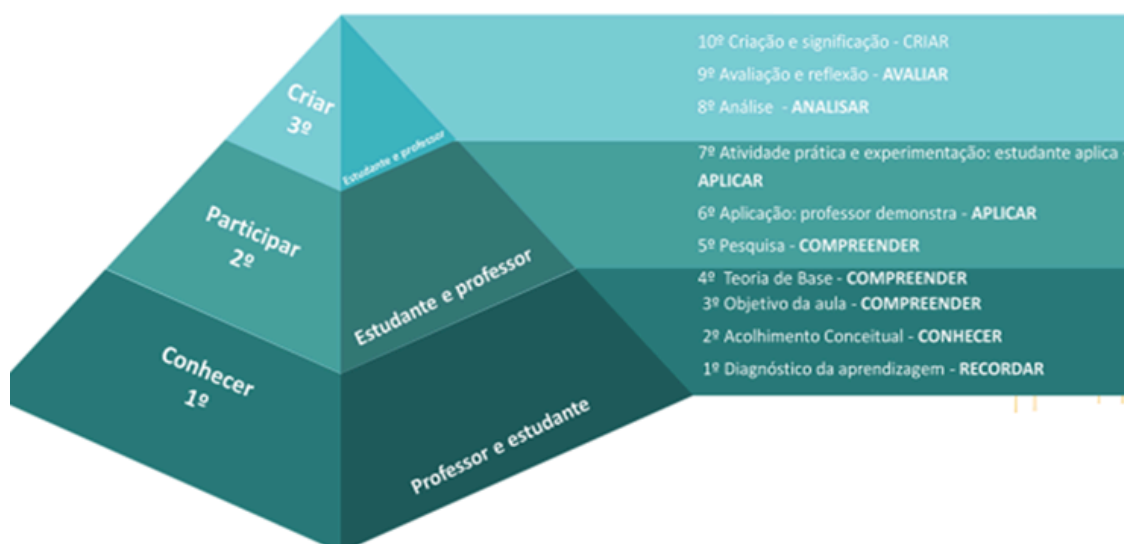 Criar
3º
Estudante e professor
Participar
2º
Estudante e professor
Conhecer
1º
Professor e estudante
10º Criação e significação - CRIAR
9º Avaliação e reflexão - AVALIAR
8º Análise - ANALISAR
7º Atividade prática e experimentação: estudante aplica -
APLICAR
6º Aplicação: professor demonstra - APLICAR
5º Pesquisa - COMPREENDER
4º Teoria de Base - COMPREENDER
3º Objetivo da aula - COMPREENDER
2º Acolhimento Conceitual - CONHECER
1º Diagnóstico da aprendizagem - RECORDAR